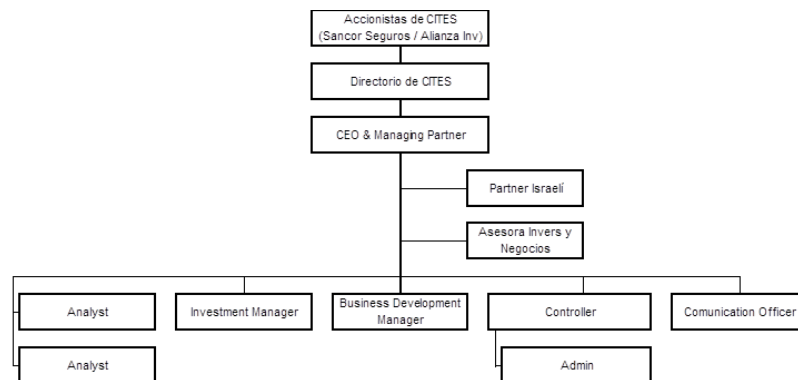 Accionistas de CITES
(Sancor Seguros / Alianza Inv)
Directorio de CITES
CEO & Managing Partner
Partner Israelí
Asesora Invers y
Negocios
Analyst
Investment Manager
Business Development
Manager
Controller
Comunication Officer
Analyst
Admin